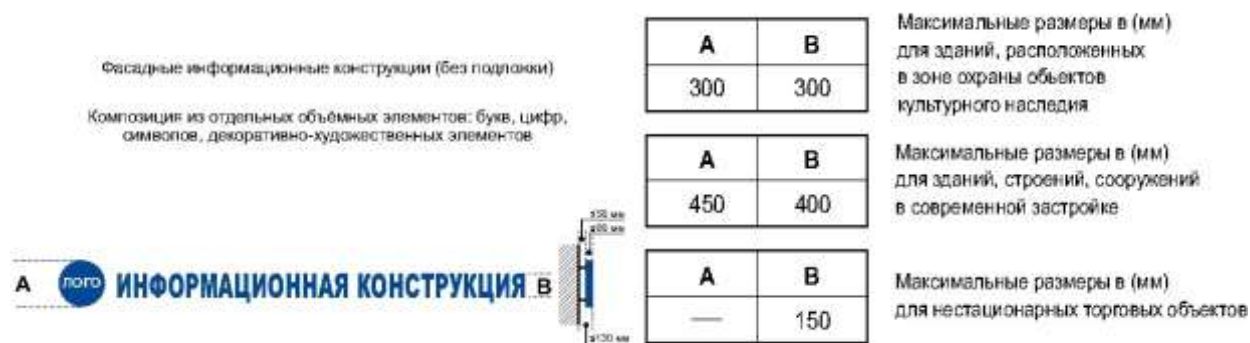 Фасадные информационные конструкции (без подложки)
Композиция из отдельных объёмных элементов: букв, цифр,
символов, декоративно-художественных элементов
A ЛОГО ИНФОРМАЦИОННАЯ КОНСТРУКЦИЯ B
A B
300 300
Максимальные размеры в (мм)
для зданий, расположенных
в зоне охраны обьектов
культурного наследия
A B
450 400
Максимальные размеры в (мм)
для зданий, строений, сооружений
в современной застройке
A B
— 150
Максимальные размеры в (мм)
для нестационарных торговых объектов